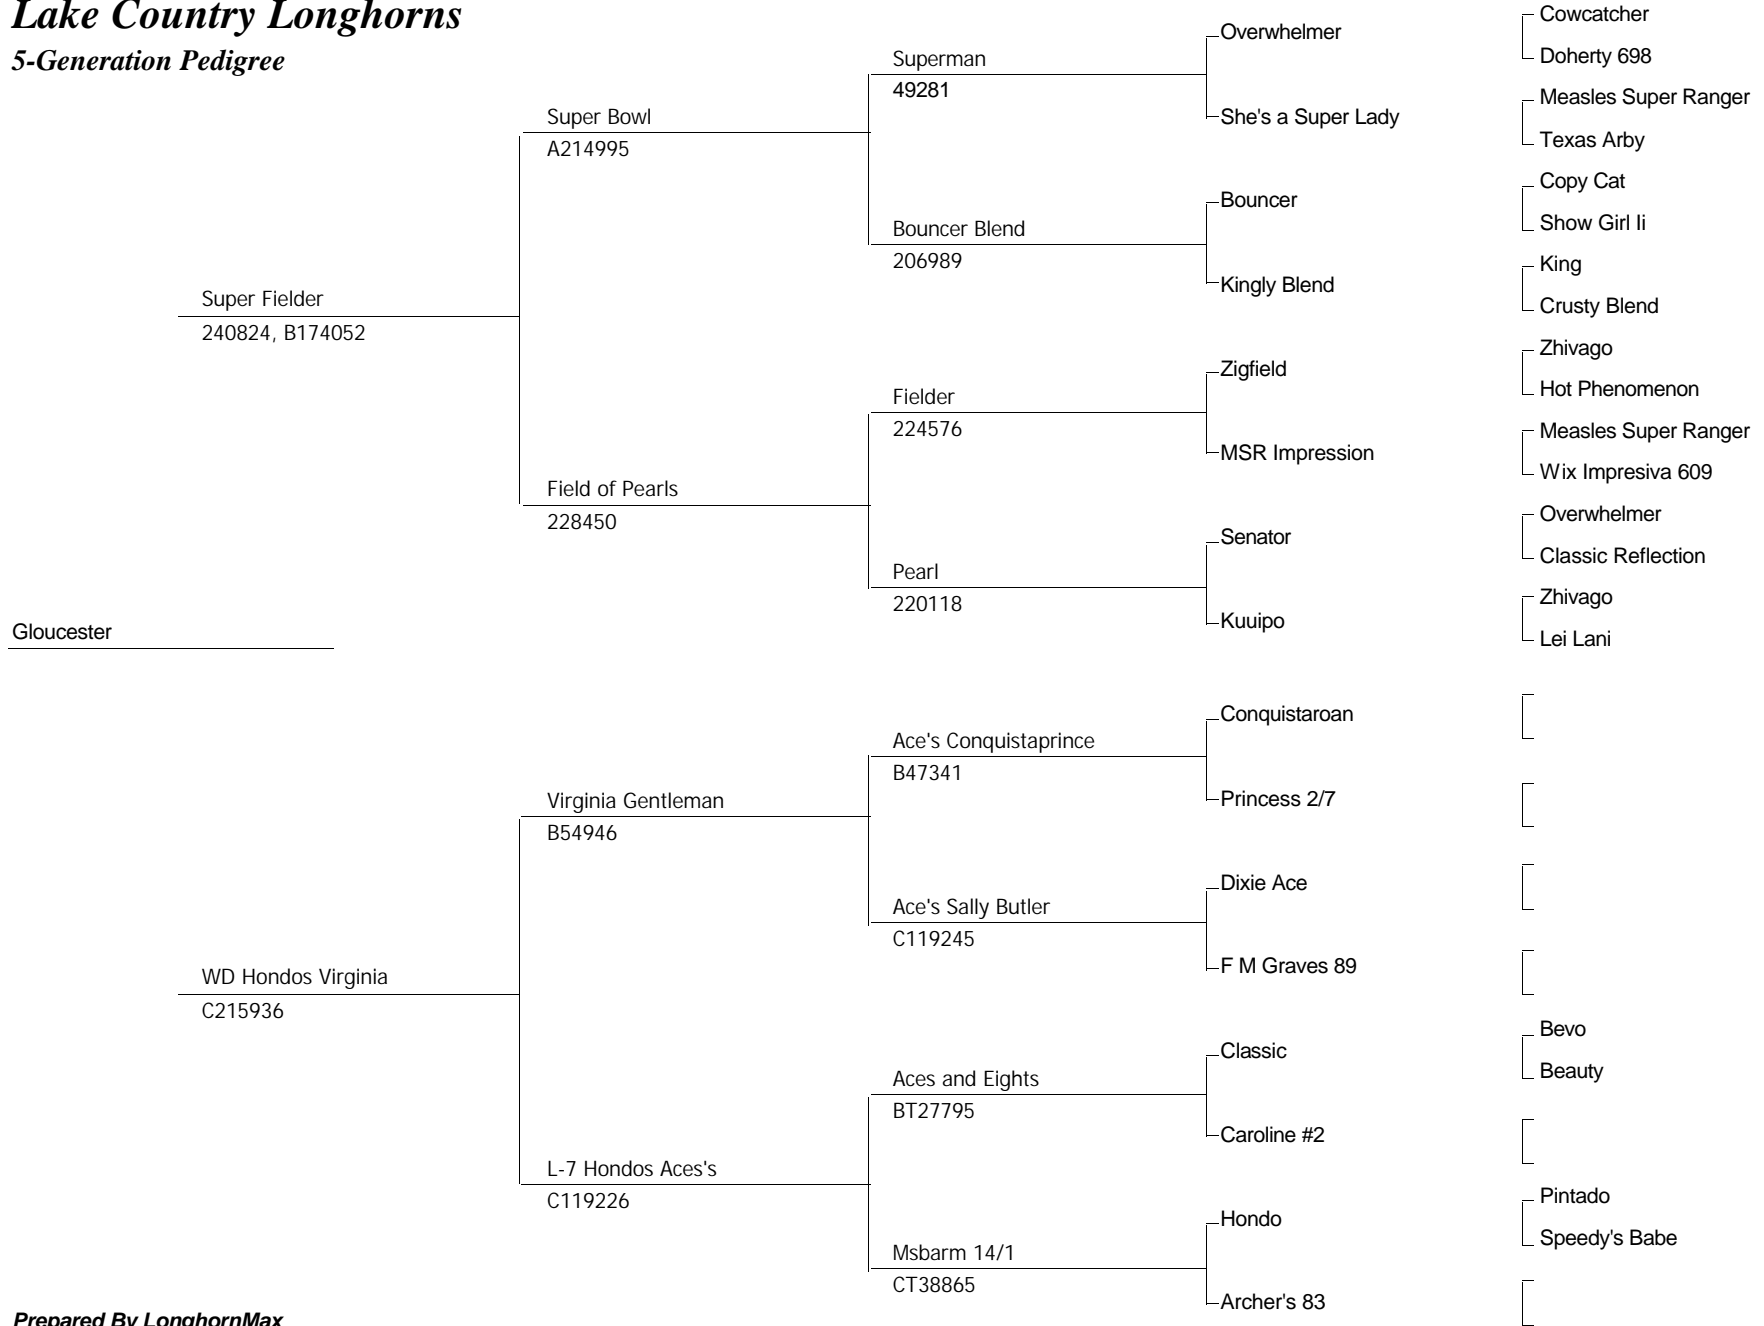 Lake Country Longhorns
5-Generation Pedigree
Gloucester
Super Fielder
240824, B174052
WD Hondos Virginia
C215936
Super Bowl
A214995
Field of Pearls
228450
Virginia Gentleman
B54946
L-7 Hondos Aces's
C119226
Superman
49281
Bouncer Blend
206989
Fielder
224576
Pearl
220118
Ace's Conquistaprince
B47341
Ace's Sally Butler
C119245
Aces and Eights
BT27795
Msbarm 14/1
CT38865
Overwhelmer
She's a Super Lady
Bouncer
Kingly Blend
Zigfield
MSR Impression
Senator
Kuuipo
Conquistaroan
Princess 2/7
Dixie Ace
F M Graves 89
Classic
Caroline #2
Hondo
Archer's 83
Cowcatcher
Doherty 698
Measles Super Ranger
Texas Arby
Copy Cat
Show Girl Ii
King
Crusty Blend
Zhivago
Hot Phenomenon
Measles Super Ranger
Wix Impresiva 609
Overwhelmer
Classic Reflection
Zhivago
Lei Lani
Bevo
Beauty
Pintado
Speedy's Babe
Prepared By LonghornMax